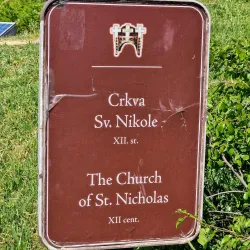 Crkva
Sv. Nikole
XII. st.
The Church
of St. Nicholas
XII cent.